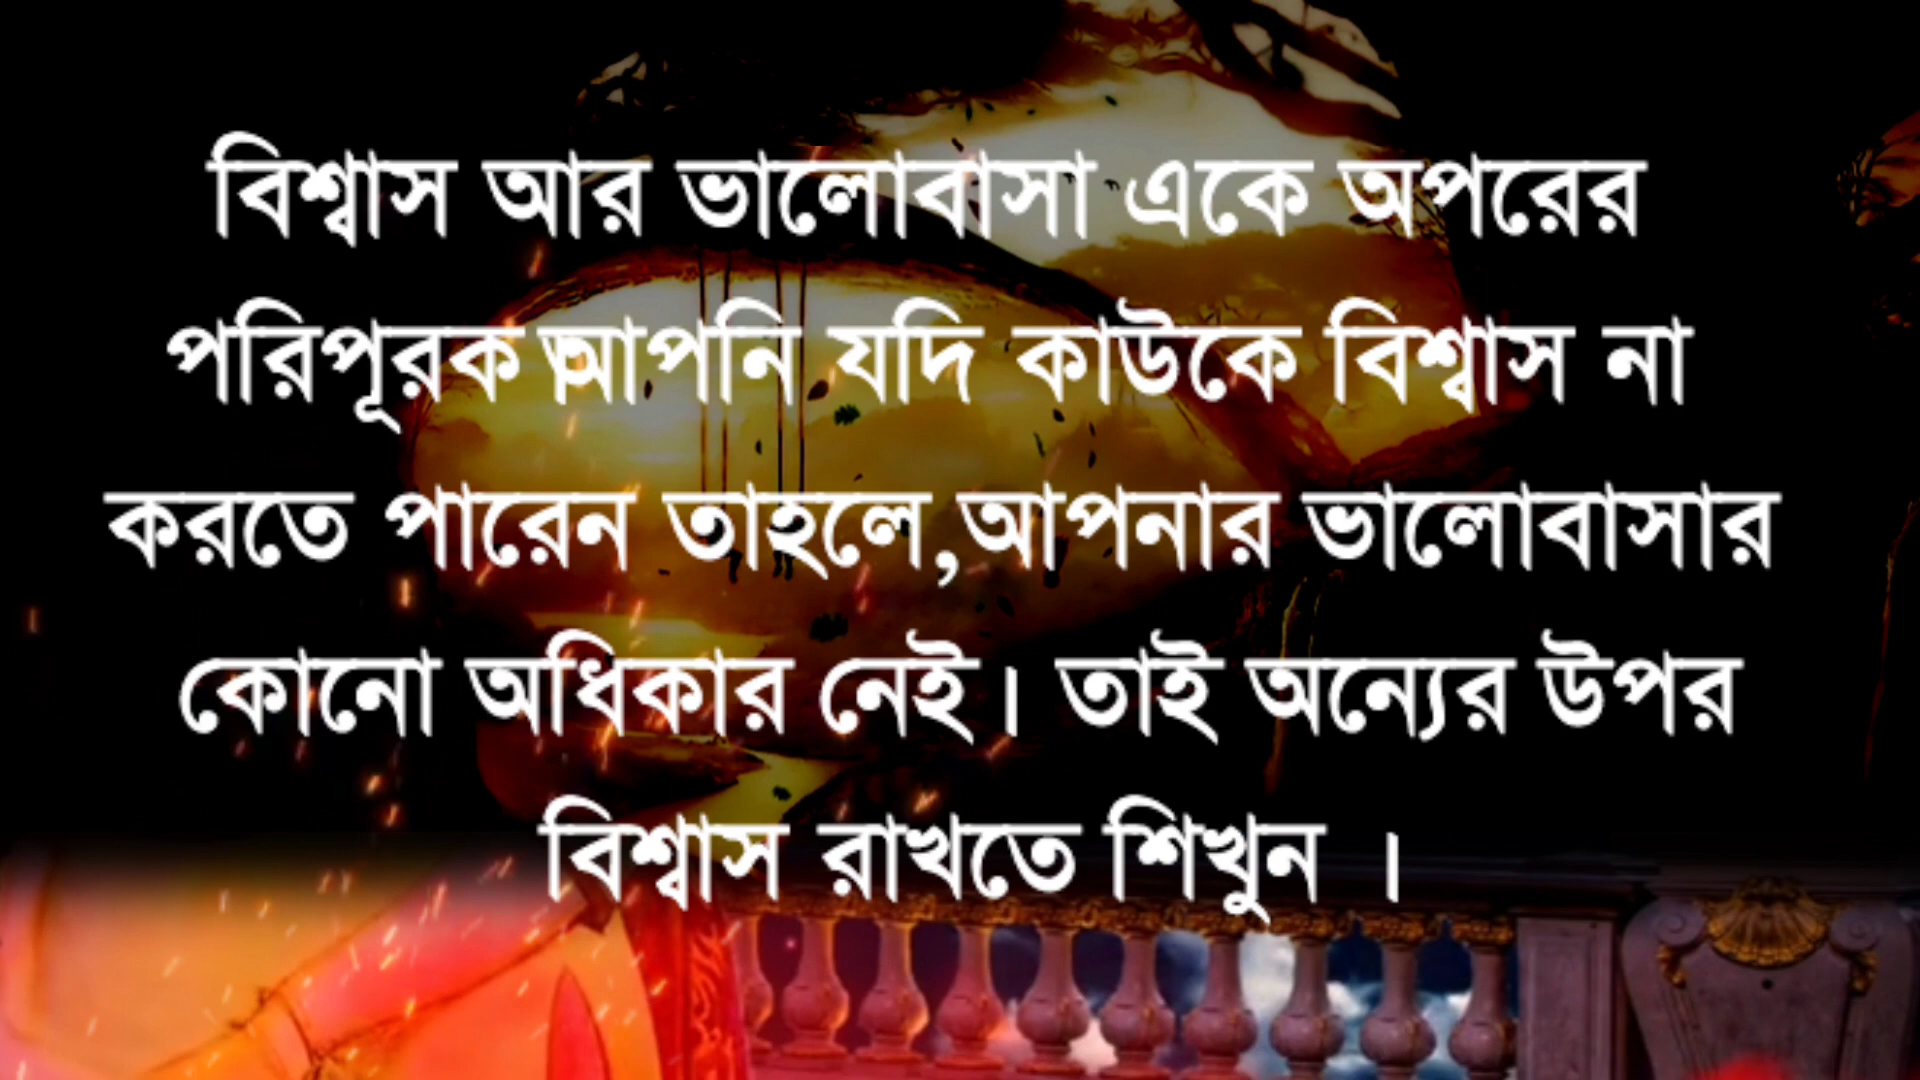 বিশ্বাস আর ভালোবাসা একে অপরের
পরিপূরক আপনি যদি কাউকে বিশ্বাস না
করতে পারেন তাহলে,আপনার ভালোবাসার
কোনো অধিকার নেই। তাই অন্যের উপর
বিশ্বাস রাখতে শিখুন ।